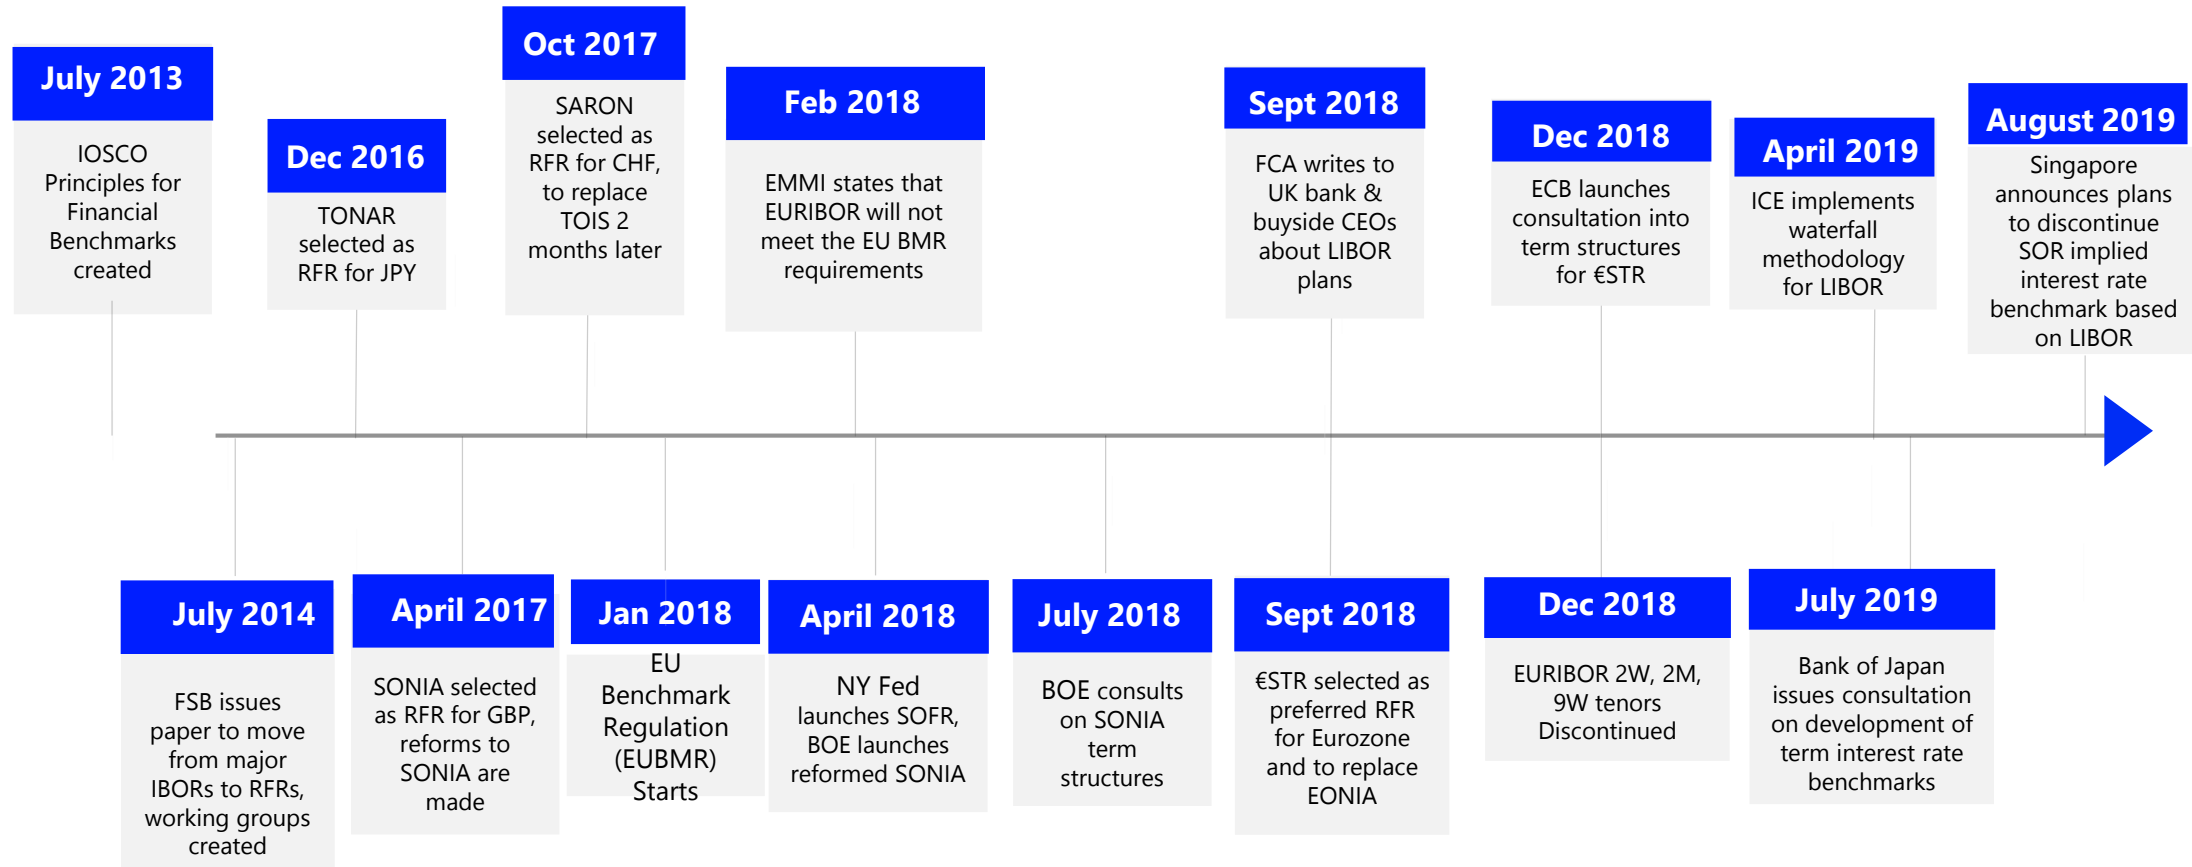 July 2013
IOSCO
Principles for
Financial
Benchmarks
created
Dec 2016
TONAR
selected as
RFR for JPY
Oct 2017
SARON
selected as
RFR for CHF,
to replace
TOIS 2
months later
Feb 2018
EMMI states that
EURIBOR will not
meet the EU BMR
requirements
Sept 2018
FCA writes to
UK bank &
buyside CEOs
about LIBOR
plans
Dec 2018
ECB launches
consultation into
term structures
for €STR
April 2019
ICE implements
waterfall
methodology
for LIBOR
August 2019
Singapore
announces plans
to discontinue
SOR implied
interest rate
benchmark based
on LIBOR
July 2014
FSB issues
paper to move
from major
IBORs to RFRs,
working groups
created
April 2017
SONIA selected
as RFR for GBP,
reforms to
SONIA are
made
Jan 2018
EU
Benchmark
Regulation
(EUBMR)
Starts
April 2018
NY Fed
launches SOFR,
BOE launches
reformed SONIA
July 2018
BOE consults
on SONIA
term
structures
Sept 2018
€STR selected as
preferred RFR
for Eurozone
and to replace
EONIA
Dec 2018
EURIBOR 2W, 2M,
9W tenors
Discontinued
July 2019
Bank of Japan
issues consultation
on development of
term interest rate
benchmarks